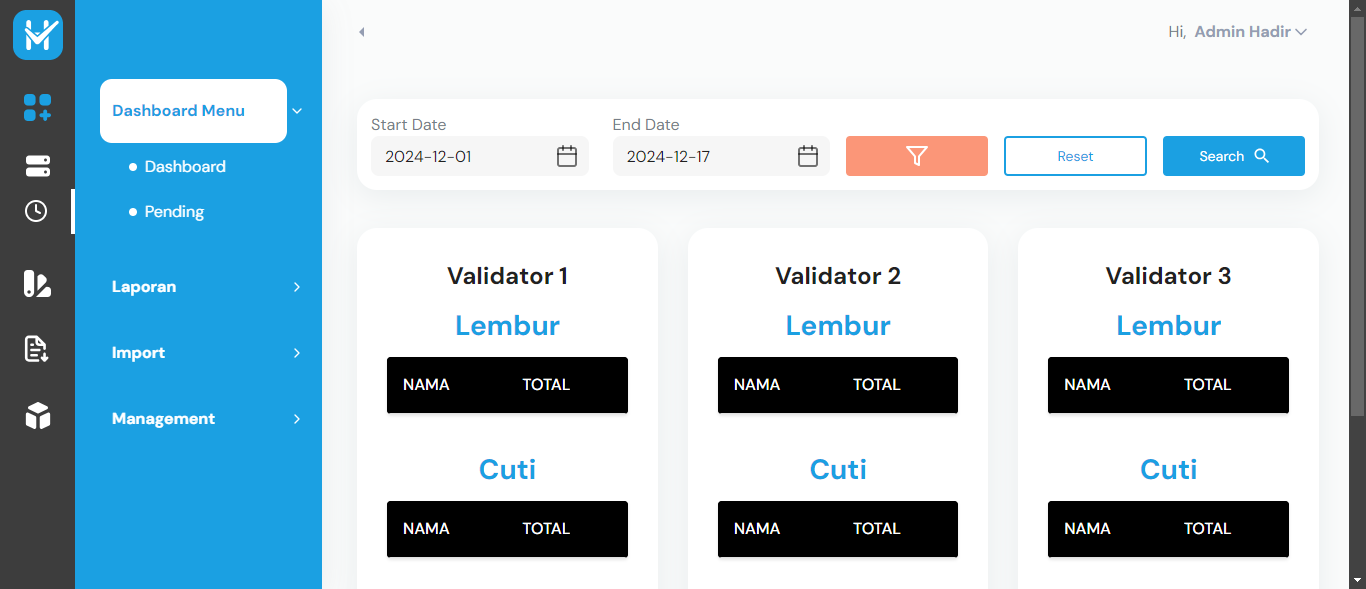 Hi, Admin Hadir
Dashboard Menu
Dashboard
Pending
Laporan
Import
Management
Start Date
2024-12-01
End Date
2024-12-17
Reset
Search
Validator 1
Lembur
NAMA TOTAL
Cuti
NAMA TOTAL
Validator 2
Lembur
NAMA TOTAL
Cuti
NAMA TOTAL
Validator 3
Lembur
NAMA TOTAL
Cuti
NAMA TOTAL